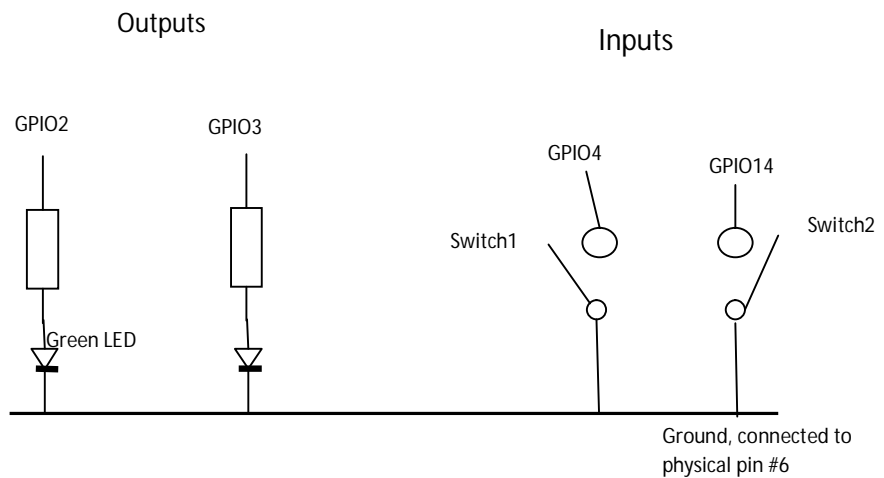 Outputs
Inputs
GPIO2
GPIO3
GPIO4
GPIO14
Switch1
Switch2
Green LED
Ground, connected to
physical pin #6